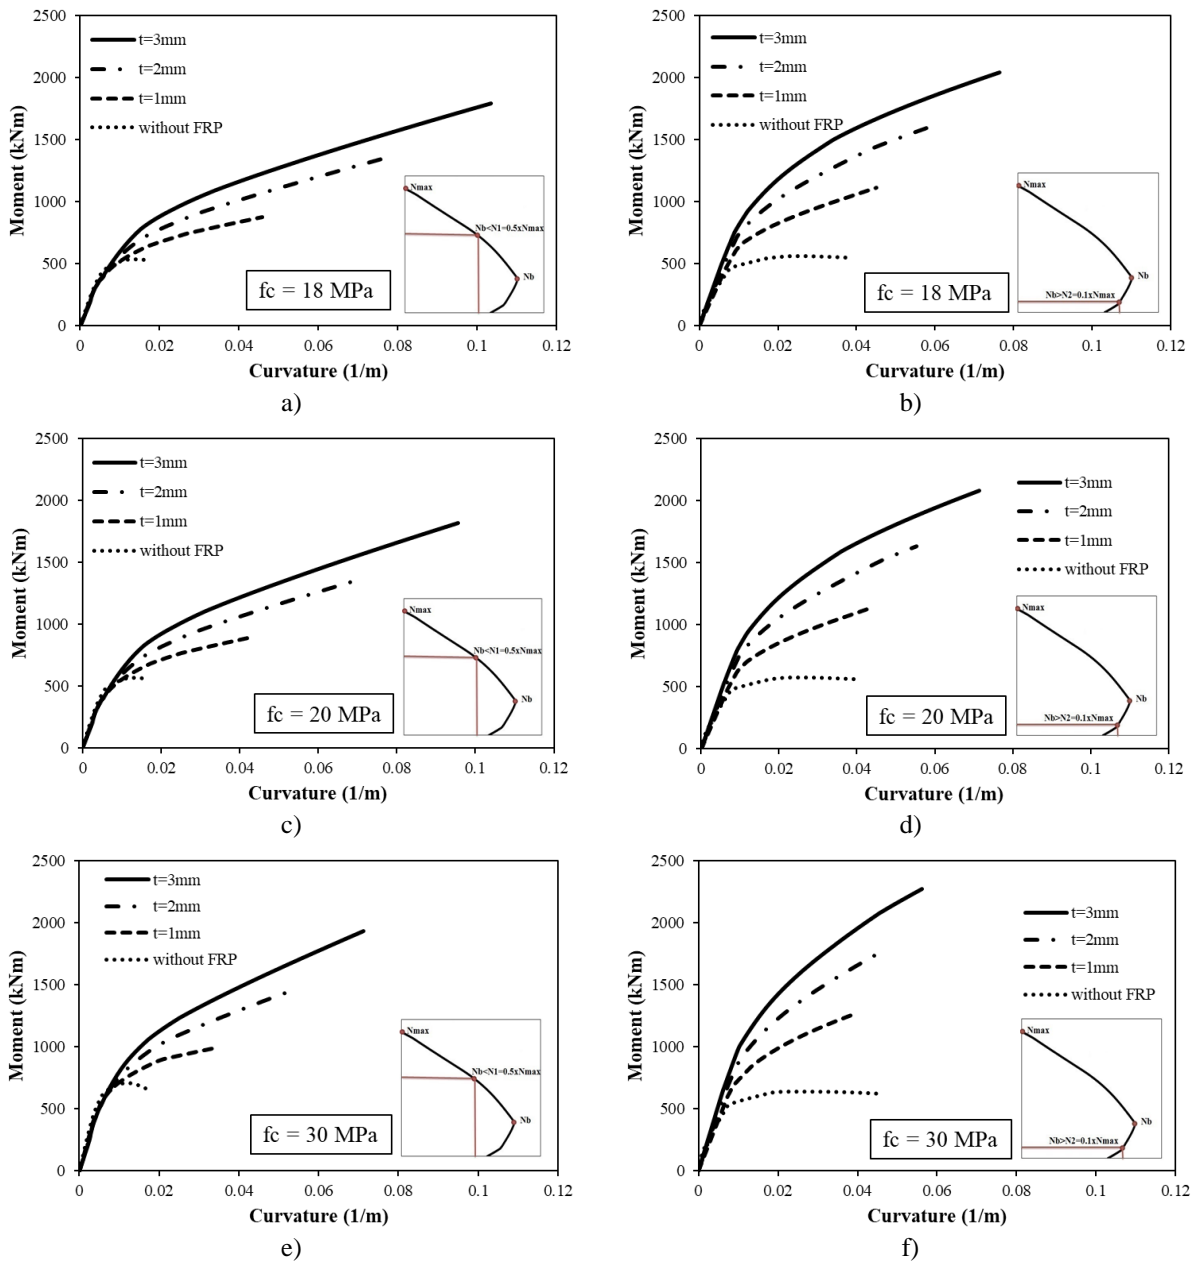 2500
2000
1500
1000
500
0
Moment (kNm)
t=3mm
t=2mm
t=1mm
without FRP
Nmax
Nb<N1=0.5xNmax
Nb
fc = 18 MPa
0 0.02 0.04 0.06 0.08 0.1 0.12
Curvature (1/m)
a)
2500
2000
1500
1000
500
0
Moment (kNm)
t=3mm
t=2mm
t=1mm
without FRP
Nmax
Nb
Nb>N2=0.1xNmax
fc = 18 MPa
0 0.02 0.04 0.06 0.08 0.1 0.12
Curvature (1/m)
b)
2500
2000
1500
1000
500
0
Moment (kNm)
t=3mm
t=2mm
t=1mm
without FRP
Nmax
Nb<N1=0.5xNmax
Nb
fc = 20 MPa
0 0.02 0.04 0.06 0.08 0.1 0.12
Curvature (1/m)
c)
2500
2000
1500
1000
500
0
Moment (kNm)
t=3mm
t=2mm
t=1mm
without FRP
Nmax
Nb
Nb>N2=0.1xNmax
fc = 20 MPa
0 0.02 0.04 0.06 0.08 0.1 0.12
Curvature (1/m)
d)
2500
2000
1500
1000
500
0
Moment (kNm)
t=3mm
t=2mm
t=1mm
without FRP
Nmax
Nb<N1=0.5xNmax
Nb
fc = 30 MPa
0 0.02 0.04 0.06 0.08 0.1 0.12
Curvature (1/m)
e)
2500
2000
1500
1000
500
0
Moment (kNm)
t=3mm
t=2mm
t=1mm
without FRP
Nmax
Nb
Nb>N2=0.1xNmax
fc = 30 MPa
0 0.02 0.04 0.06 0.08 0.1 0.12
Curvature (1/m)
f)